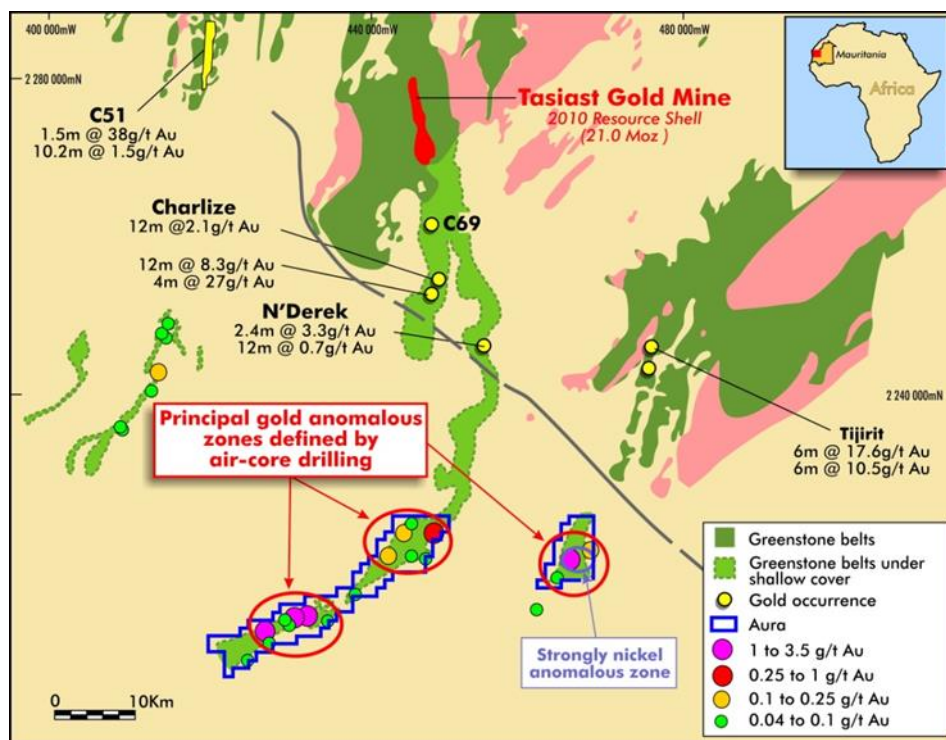 400 000mW
440 000mW
480 000mW
2 280 000mN
Mauritania
Africa
C51
1.5m @ 38g/t Au
10.2m @ 1.5g/t Au
Tasiast Gold Mine
2010 Resource Shell
(21.0 Moz )
Charlize
12m @2.1g/t Au
C69
12m @ 8.3g/t Au
4m @ 27g/t Au
N'Derek
2.4m @ 3.3g/t Au
12m @ 0.7g/t Au
2 240 000mN
Principal gold anomalous
zones defined by
air-core drilling
Tijirit
6m @ 17.6g/t Au
6m @ 10.5g/t Au
Strongly nickel
anomalous zone
Greenstone belts
Greenstone belts under
shallow cover
Gold occurrence
Aura
1 to 3.5 g/t Au
0.25 to 1 g/t Au
0.1 to 0.25 g/t Au
0.04 to 0.1 g/t Au
0 10Km